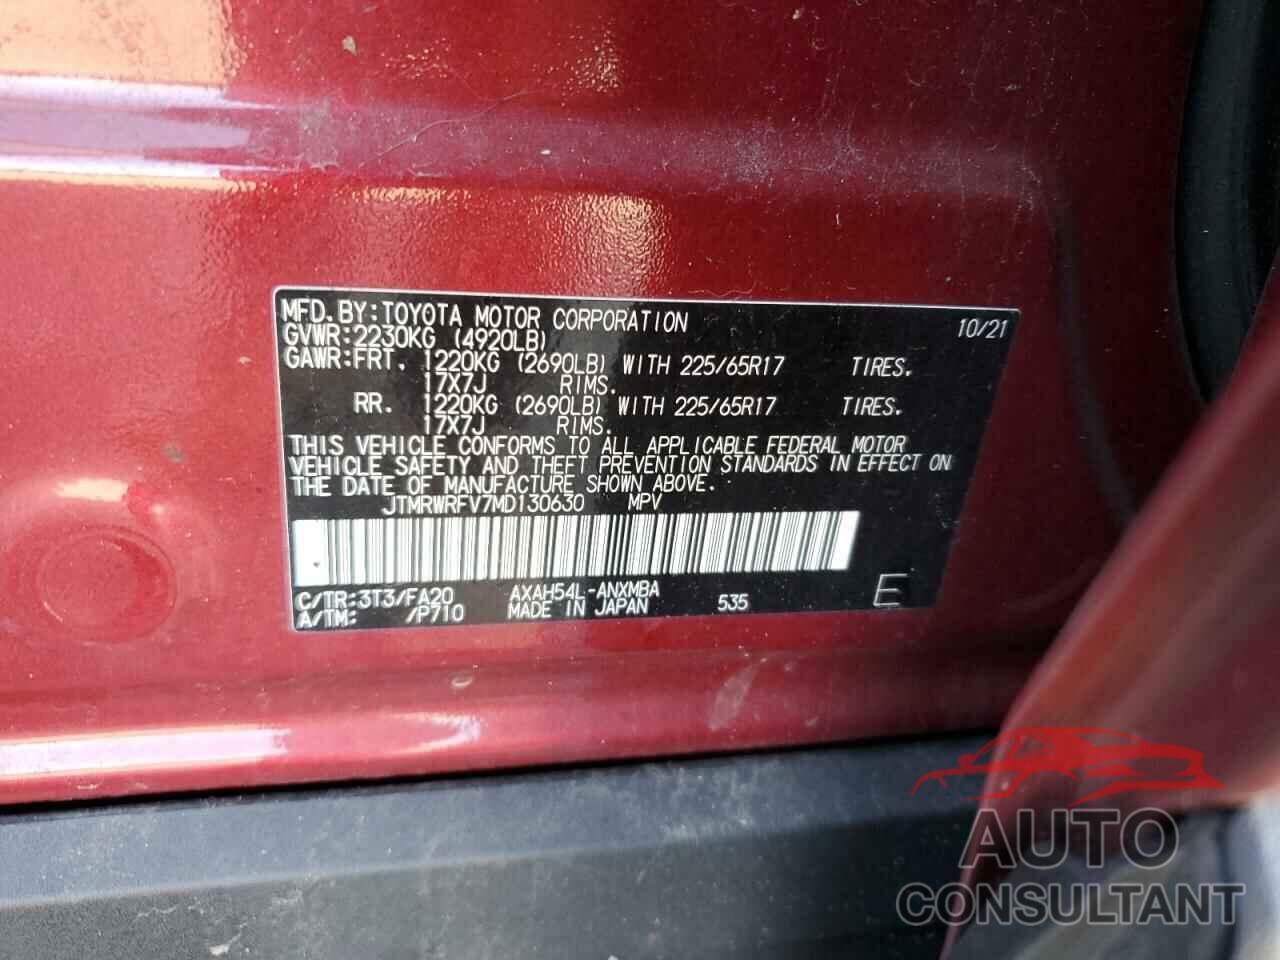 MFD.BY:TOYOTA MOTOR CORPORATION 10/21
GVWR:2230KG (4920LB)
GAWR:FRT. 1220KG (2690LB) WITH 225/65R17 TIRES.
17X7J RIMS.
RR. 1220KG (2690LB) WITH 225/65R17 TIRES.
17X7J RIMS.
THIS VEHICLE CONFORMS TO ALL APPLICABLE FEDERAL MOTOR
VEHICLE SAFETY AND THEFT PREVENTION STANDARDS IN EFFECT ON
THE DATE OF MANUFACTURE SHOWN ABOVE.
JTMRWRFV7MD130630 MPV
C/TR:3T3/FA20 AXAH54L-ANXMBA
A/TM: /P710 MADE IN JAPAN 535 E
AUTO
CONSULTANT